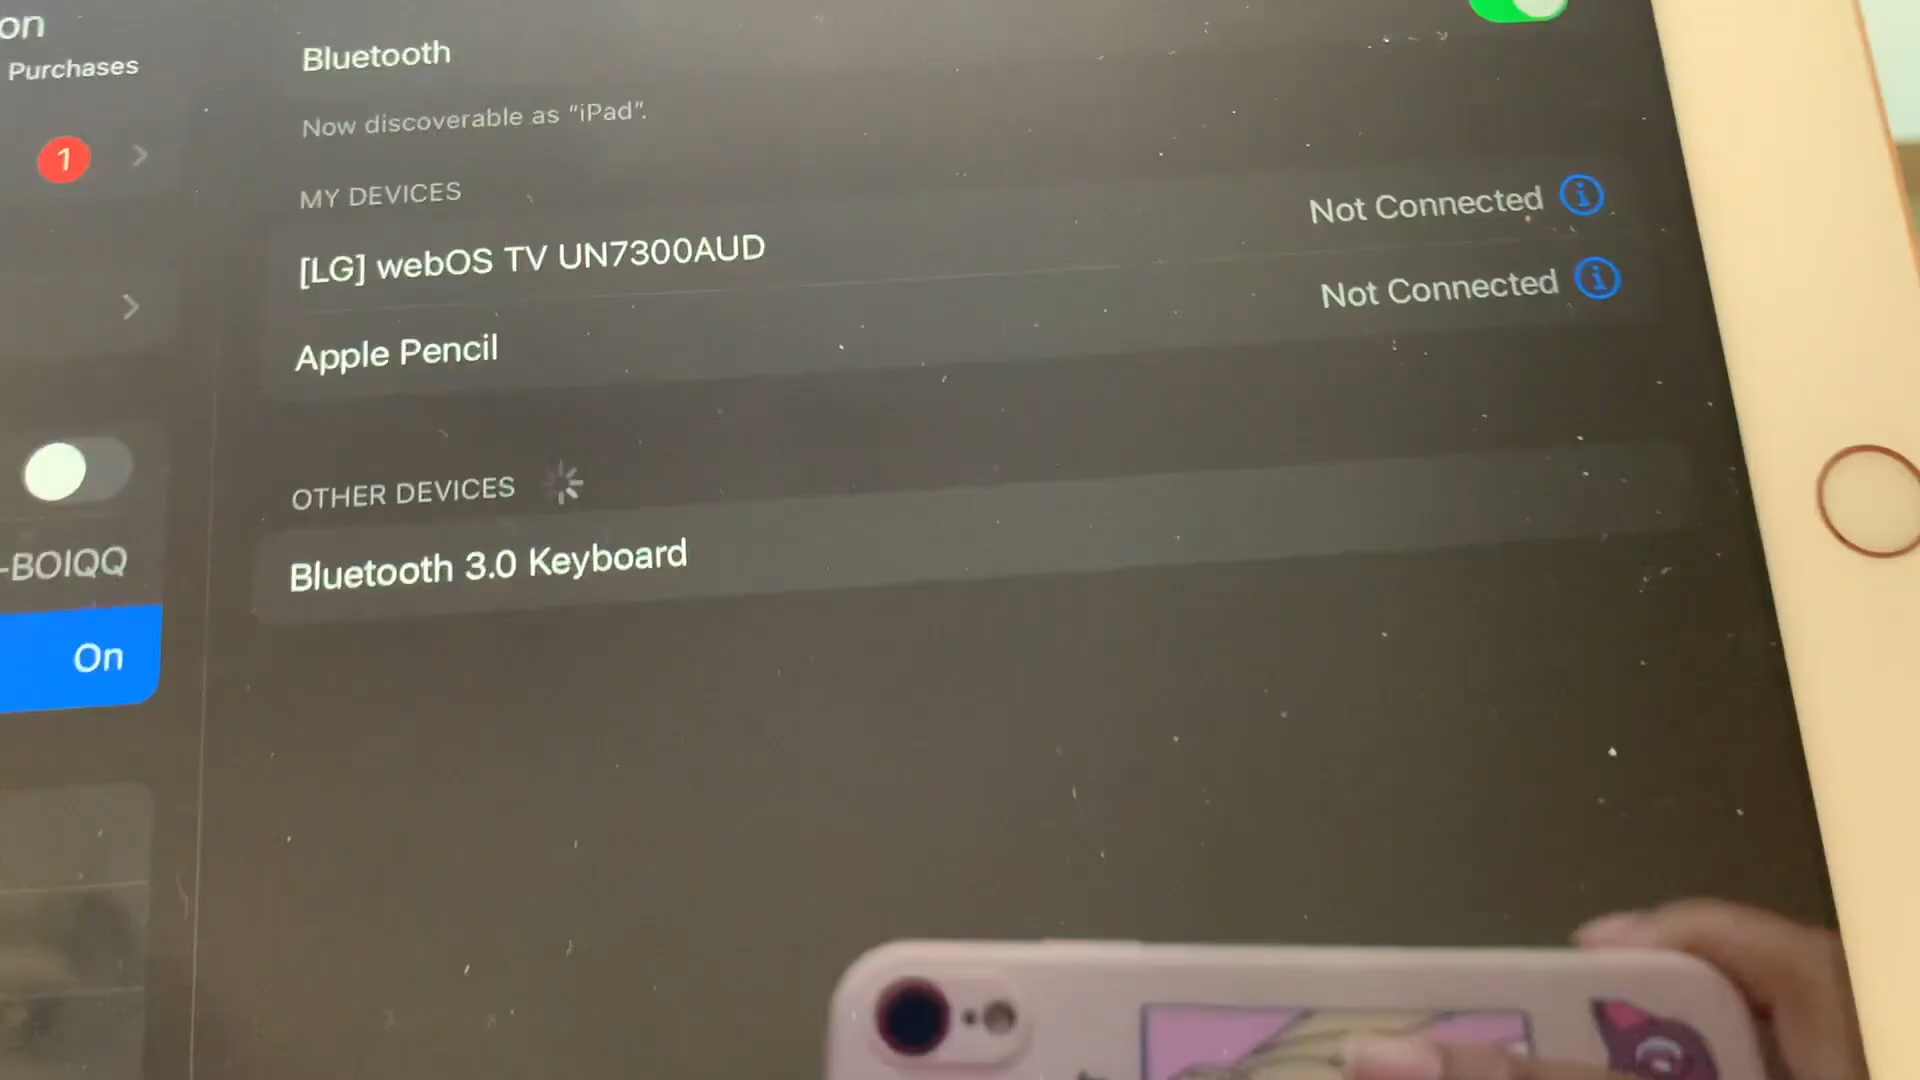 on
Purchases
1
-BOIQQ
On
Bluetooth
Now discoverable as “iPad”.
MY DEVICES
[LG] webOS TV UN7300AUD
Not Connected
Apple Pencil
Not Connected
OTHER DEVICES
Bluetooth 3.0 Keyboard